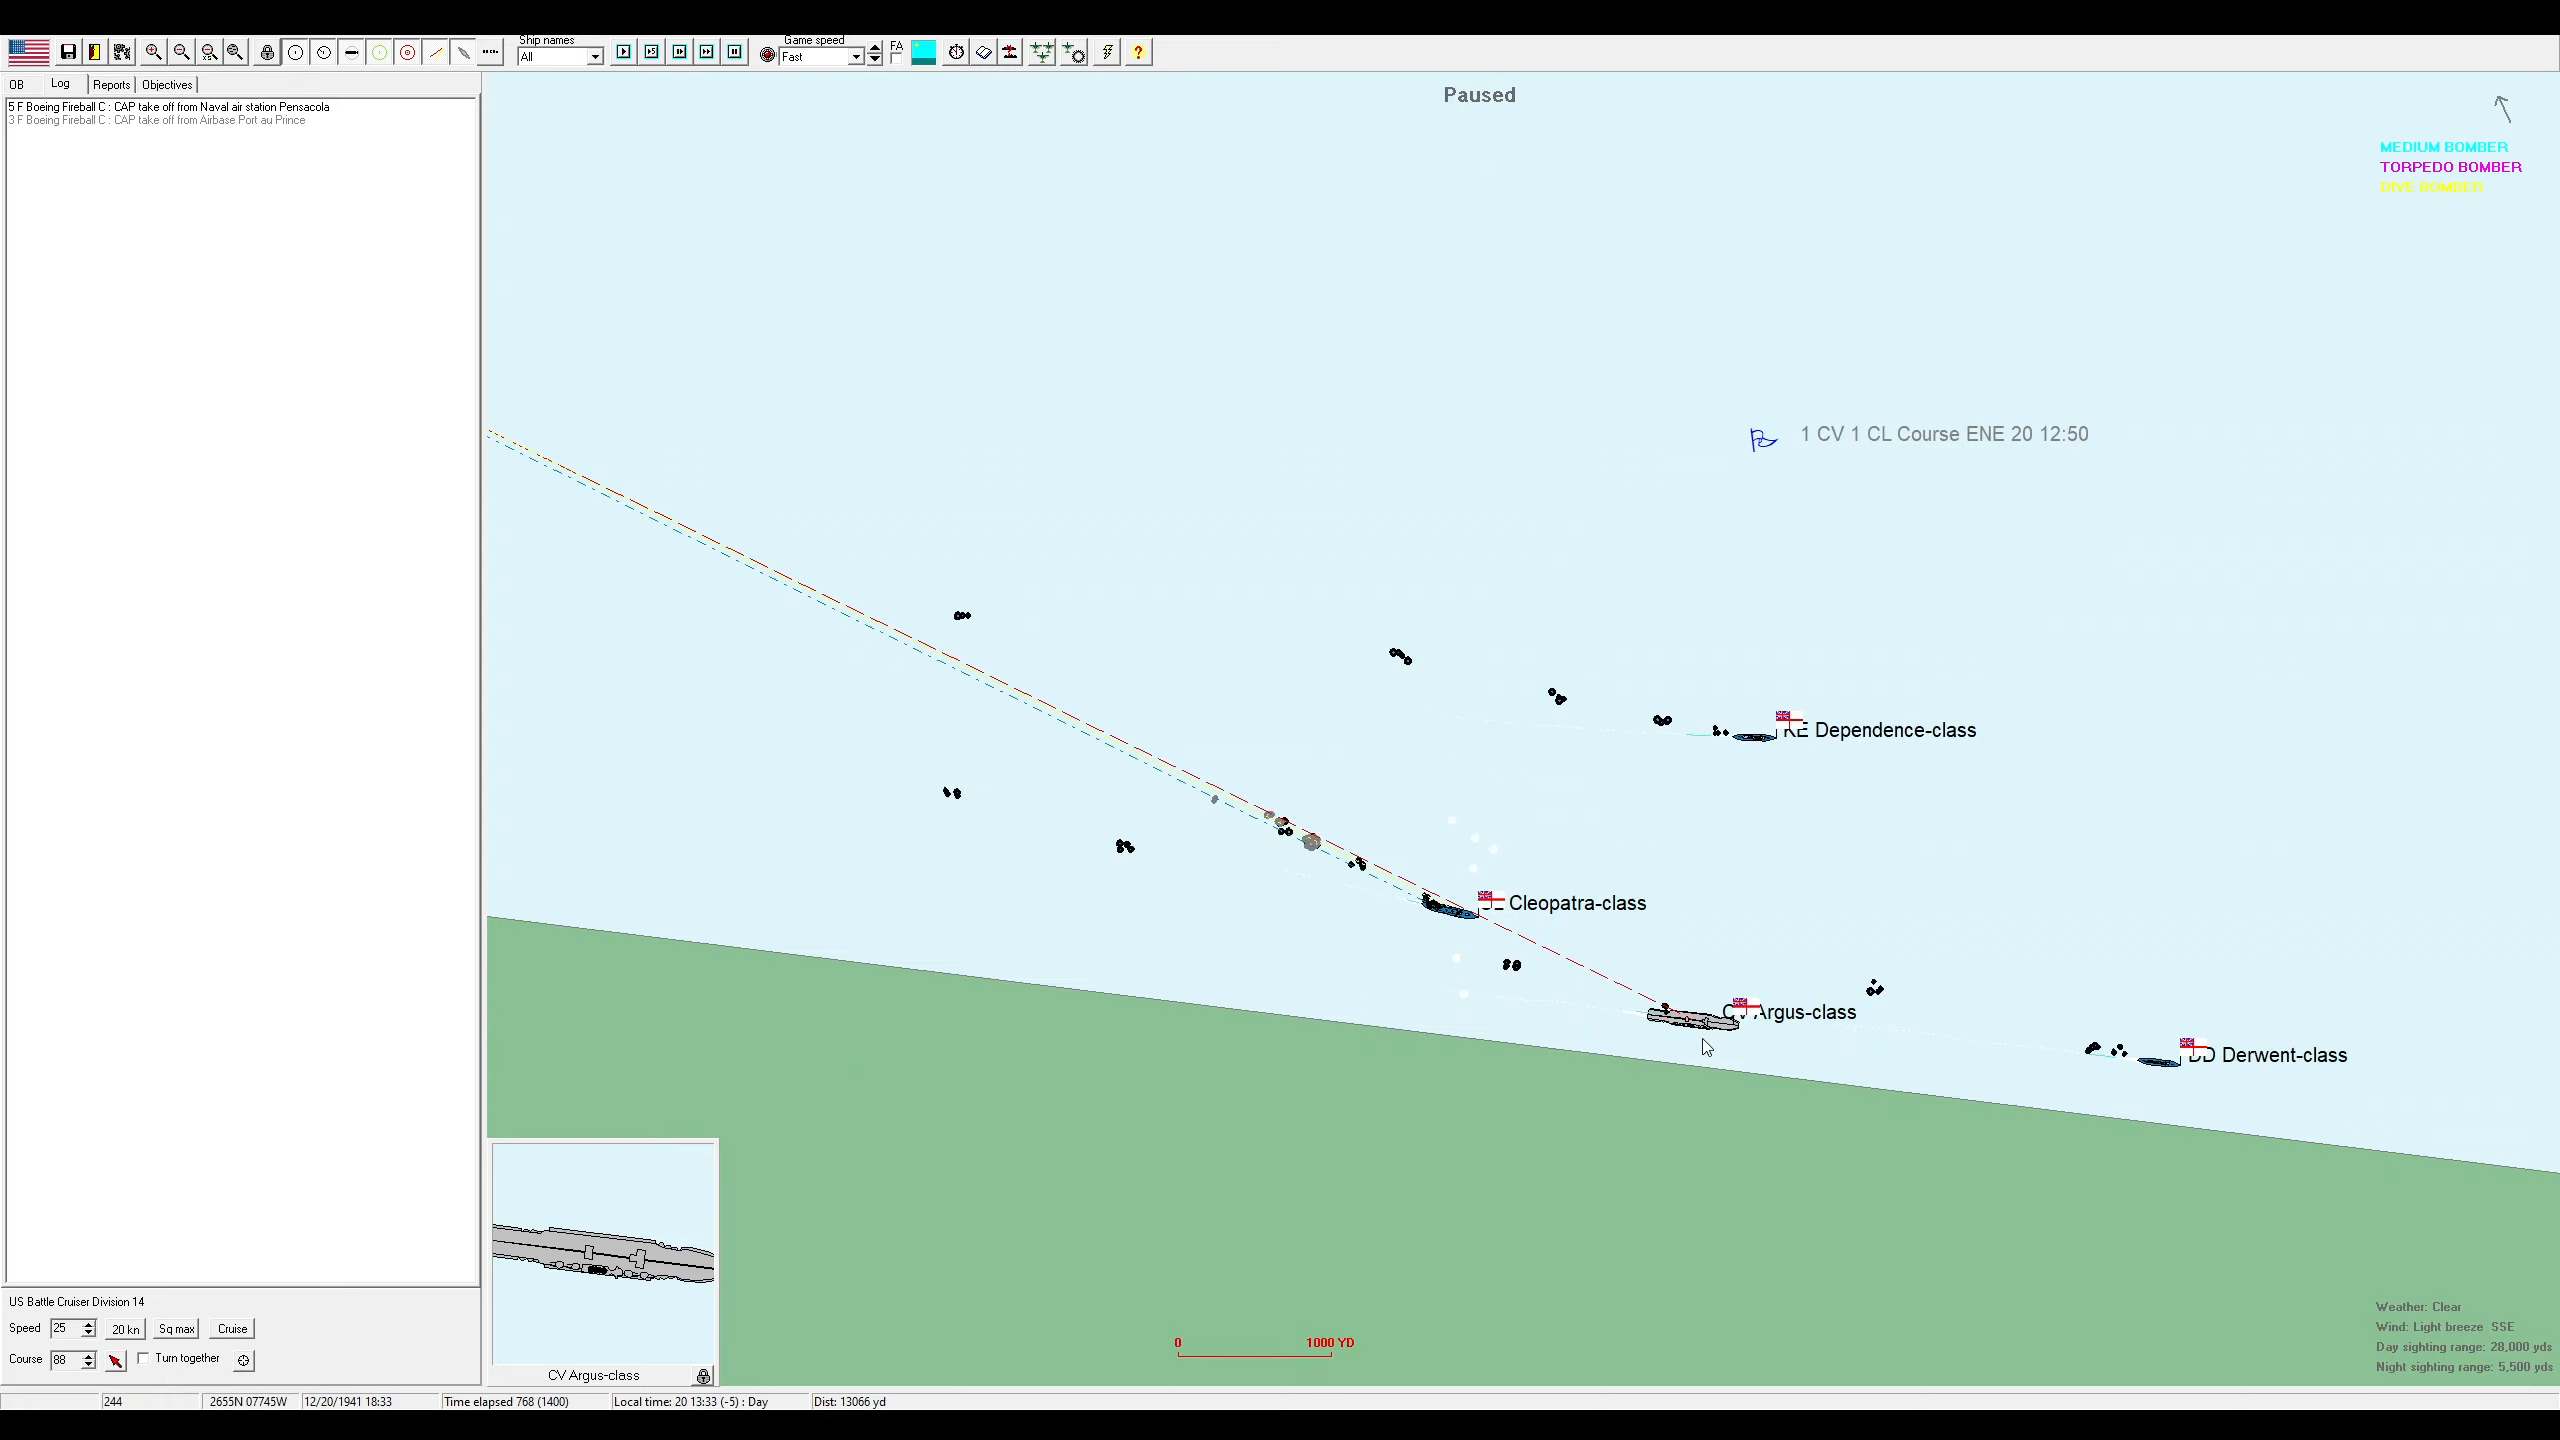 Ship names
All
Game speed
Fast
FA
OB Log Reports Objectives
5 F Boeing Fireball C : CAP take off from Naval air station Pensacola
3 F Boeing Fireball C : CAP take off from Airbase Port au Prince
Paused
MEDIUM BOMBER
TORPEDO BOMBER
DIVE BOMBER
1 CV 1 CL Course ENE 20 12:50
KE Dependence-class
Cleopatra-class
CV Argus-class
DD Derwent-class
US Battle Cruiser Division 14
Speed 25 20 kn Sq max Cruise
Course 88 Turn together
CV Argus-class
0 1000 YD
Weather: Clear
Wind: Light breeze SSE
Day sighting range: 28,000 yds
Night sighting range: 5,500 yds
244 2655N 07745W 12/20/1941 18:33 Time elapsed 768 (1400) Local time: 20 13:33 (-5) : Day Dist: 13066 yd